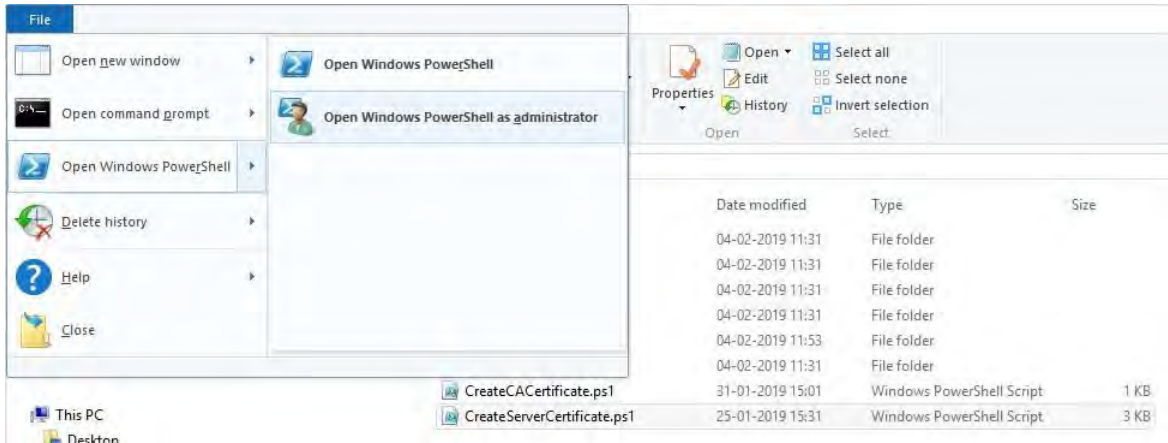 File
Open new window
Open command prompt
Open Windows PowerShell
Delete history
Help
Close
Open Windows PowerShell
Open Windows PowerShell as administrator
Properties
Open
Edit
History
Open
Select all
Select none
Invert selection
Select
Date modified Type Size
04-02-2019 11:31 File folder
04-02-2019 11:31 File folder
04-02-2019 11:31 File folder
04-02-2019 11:31 File folder
04-02-2019 11:53 File folder
04-02-2019 11:31 File folder
CreateCACertificate.ps1 31-01-2019 15:01 Windows PowerShell Script 1 KB
CreateServerCertificate.ps1 25-01-2019 15:31 Windows PowerShell Script 3 KB
This PC
Desktop